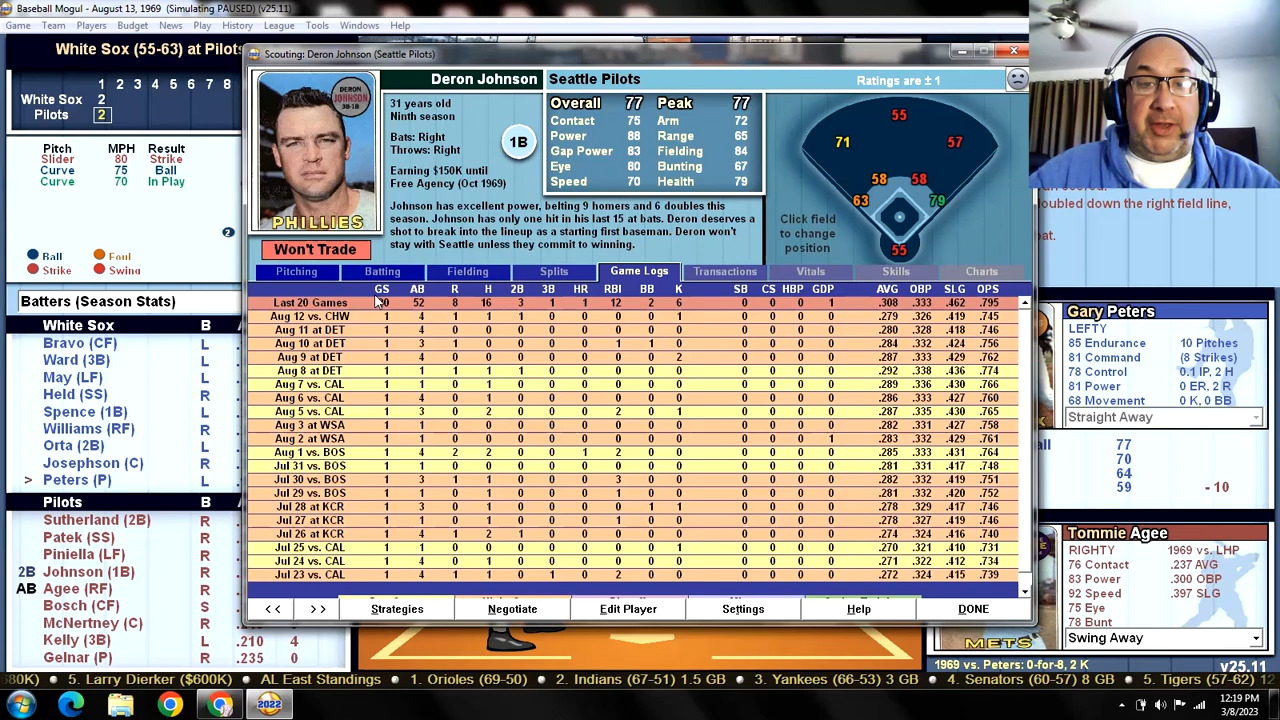 Baseball Mogul - August 13, 1969 (Simulating PAUSED) (v25.11)
Game Team Players Budget News Play History League Tools Windows Help
White Sox (55-63) at Pilots
1 2 3 4 5 6 7 8
White Sox 2
Pilots 2
Pitch MPH Result
Slider 80 Strike
Curve 75 Ball
Curve 70 In Play
2
Ball Foul
Strike Swing
Batters (Season Stats)
White Sox B
Bravo (CF) L
Ward (3B) L
May (LF) L
Held (SS) R
Spence (1B) L
Williams (RF) R
Orta (2B) L
Josephson (C) R
> Peters (P) L
Pilots B
Sutherland (2B) R
Patek (SS) R
Piniella (LF) R
2B Johnson (1B) R
AB Agee (RF) R
Bosch (CF) S
McNertney (C) R
Kelly (3B) L .210 4
Gelnar (P) R .235 0
Scouting: Deron Johnson (Seattle Pilots)
DERON JOHNSON 3B-1B
PHILLIES
Won't Trade
Deron Johnson
31 years old
Ninth season
Bats: Right
Throws: Right
Earning $150K until
Free Agency (Oct 1969)
1B
Seattle Pilots
Ratings are ± 1
Overall 77 Peak 77
Contact 75 Arm 72
Power 88 Range 65
Gap Power 83 Fielding 84
Eye 80 Bunting 67
Speed 70 Health 79
Johnson has excellent power, belting 9 homers and 6 doubles this
season. Johnson has only one hit in his last 15 at bats. Deron deserves a
shot to break into the lineup as a starting first baseman. Deron won't
stay with Seattle unless they commit to winning.
55
71 57
58 58
63 79
55
Click field
to change
position
Pitching Batting Fielding Splits Game Logs Transactions Vitals Skills Charts
GS AB R H 2B 3B HR RBI BB K SB CS HBP GDP AVG OBP SLG OPS
Last 20 Games 52 8 16 3 1 1 12 2 6 0 0 0 1 .308 .333 .462 .795
Aug 12 vs. CHW 1 4 1 1 1 0 0 0 0 1 0 0 0 0 .279 .326 .419 .745
Aug 11 at DET 1 4 0 0 0 0 0 0 0 0 0 0 0 0 .280 .328 .418 .746
Aug 10 at DET 1 3 1 0 0 0 0 1 1 0 0 0 0 0 .284 .332 .424 .756
Aug 9 at DET 1 4 0 0 0 0 0 0 0 2 0 0 0 0 .287 .333 .429 .762
Aug 8 at DET 1 1 1 1 1 0 0 0 0 0 0 0 0 0 .292 .338 .436 .774
Aug 7 vs. CAL 1 1 0 1 0 0 0 0 0 0 0 0 0 0 .289 .336 .430 .766
Aug 6 vs. CAL 1 4 0 1 0 0 0 0 0 0 0 0 0 0 .286 .333 .427 .760
Aug 5 vs. CAL 1 3 0 2 0 0 0 2 0 1 0 0 0 0 .287 .335 .430 .765
Aug 3 at WSA 1 1 0 0 0 0 0 0 0 0 0 0 0 0 .282 .331 .427 .758
Aug 2 at WSA 1 1 0 0 0 0 0 0 0 0 0 0 0 1 .283 .332 .429 .761
Aug 1 vs. BOS 1 4 2 2 0 0 1 2 0 0 0 0 0 0 .285 .333 .431 .764
Jul 31 vs. BOS 1 1 0 0 0 0 0 0 0 0 0 0 0 0 .281 .331 .417 .748
Jul 30 vs. BOS 1 3 1 1 0 0 0 3 0 0 0 0 0 0 .282 .332 .419 .751
Jul 29 vs. BOS 1 1 0 1 0 0 0 1 0 0 0 0 0 0 .281 .331 .420 .752
Jul 28 at KCR 1 4 0 1 0 0 0 0 1 1 0 0 0 0 .278 .329 .417 .746
Jul 27 at KCR 1 1 0 1 0 0 0 1 0 0 0 0 0 0 .278 .327 .419 .746
Jul 26 at KCR 1 4 1 2 1 0 0 0 0 0 0 0 0 0 .274 .324 .416 .740
Jul 25 vs. CAL 1 1 0 0 0 0 0 0 0 1 0 0 0 0 .270 .321 .410 .731
Jul 24 vs. CAL 1 4 0 1 0 0 0 0 0 0 0 0 0 0 .271 .322 .412 .734
Jul 23 vs. CAL 1 4 1 1 0 1 0 2 0 0 0 0 0 0 .272 .324 .415 .739
<< >> Strategies Negotiate Edit Player Settings Help DONE
doubled down the right field line,
Gary Peters
LEFTY
85 Endurance 10 Pitches
81 Command (8 Strikes)
78 Control 0.1 IP, 2 H
81 Power 0 ER, 2 R
68 Movement 0 K, 0 BB
Straight Away
77
70
64
59 - 10
Tommie Agee
RIGHTY 1969 vs. LHP
76 Contact .237 AVG
83 Power .300 OBP
92 Speed .397 SLG
75 Eye
78 Bunt
Swing Away
METS
1969 vs. Peters: 0-for-8, 2 K v25.11
680K) • 5. Larry Dierker ($600K) • AL East Standings • 1. Orioles (69-50) • 2. Indians (67-51) 1.5 GB • 3. Yankees (66-53) 3 GB • 4. Senators (60-57) 8 GB • 5. Tigers (57-62) 12
2022
12:19 PM
3/8/2023